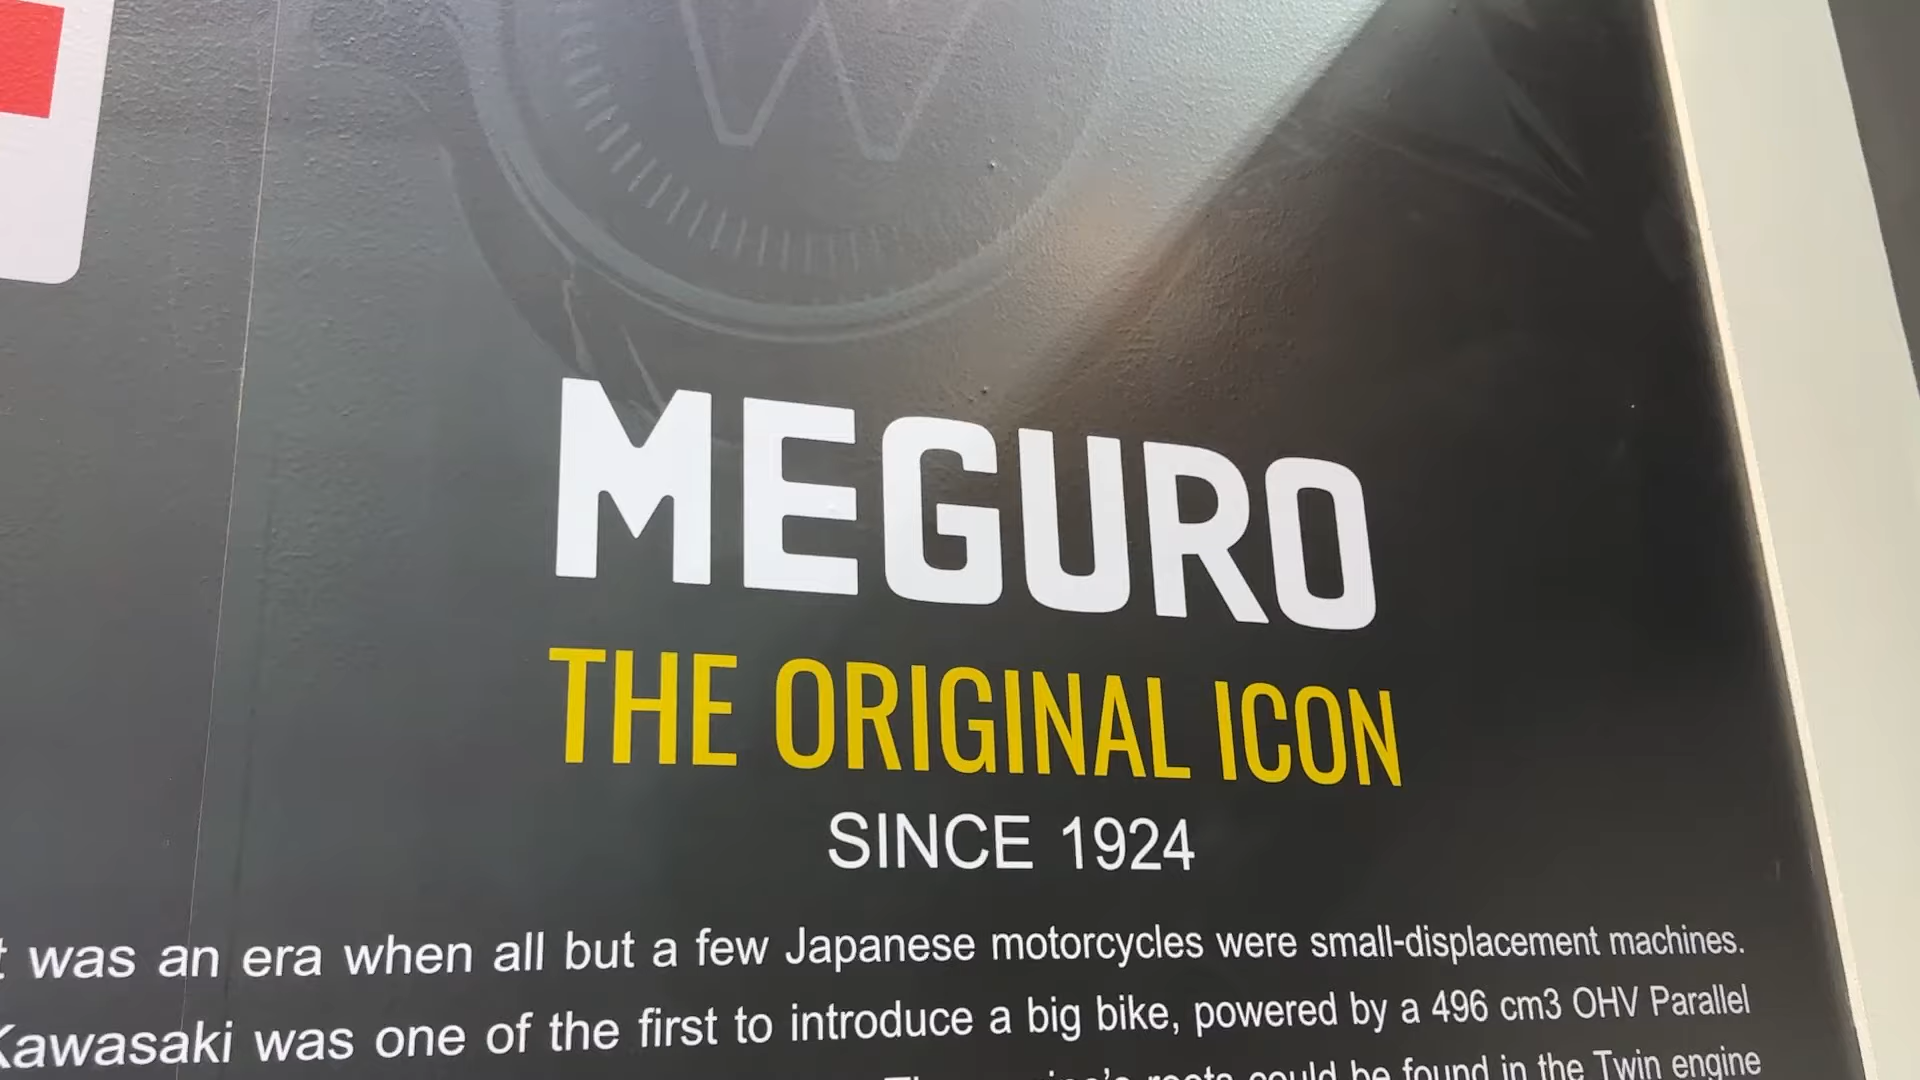 W
MEGURO
THE ORIGINAL ICON
SINCE 1924
was an era when all but a few Japanese motorcycles were small-displacement machines.
Kawasaki was one of the first to introduce a big bike, powered by a 496 cm3 OHV Parallel
roots could be found in the Twin engine